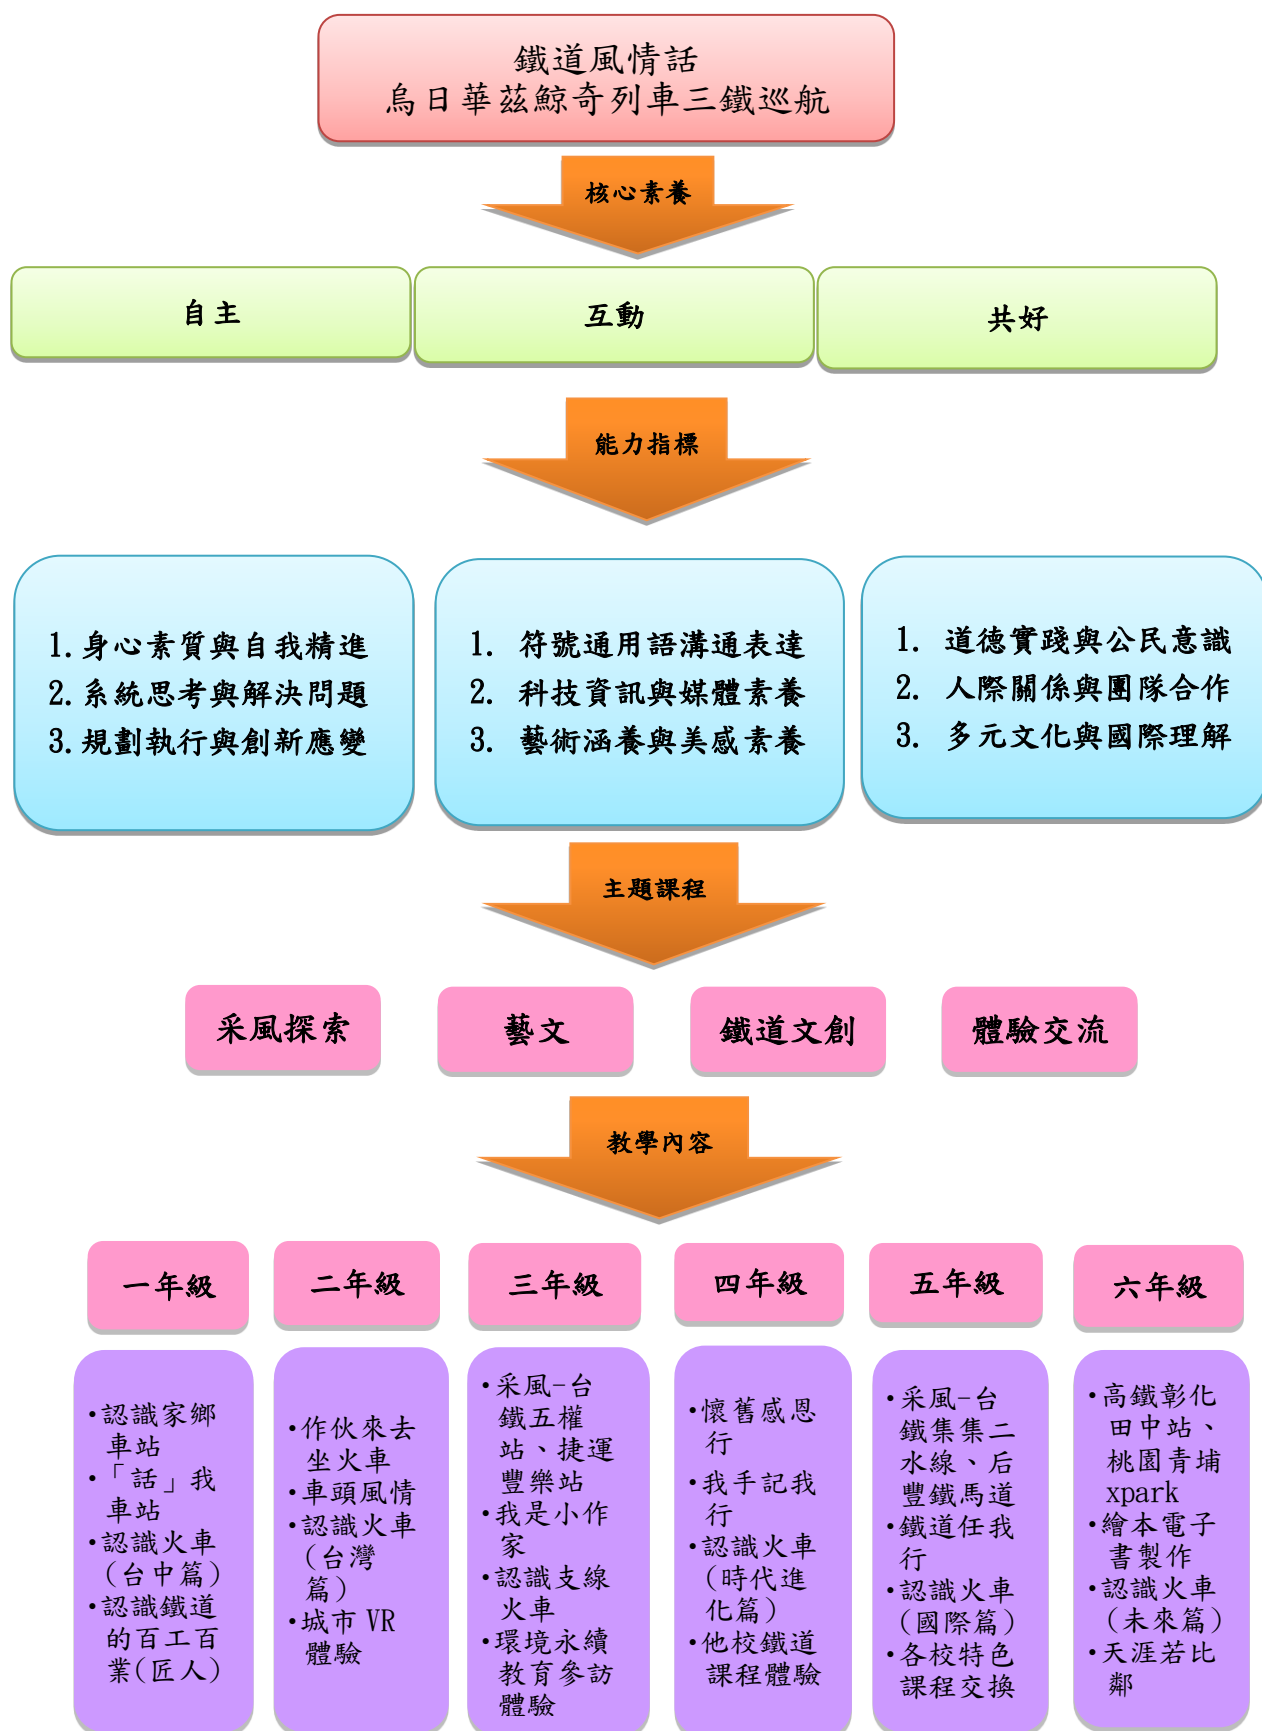 鐵道風情話
烏日華茲鯨奇列車三鐵巡航
核心素養
自主
互動
共好
能力指標
1.身心素質與自我精進
2.系統思考與解決問題
3.規劃執行與創新應變
1. 符號通用語溝通表達
2. 科技資訊與媒體素養
3. 藝術涵養與美感素養
1. 道德實踐與公民意識
2. 人際關係與團隊合作
3. 多元文化與國際理解
主題課程
采風探索
藝文
鐵道文創
體驗交流
教學內容
一年級
二年級
三年級
四年級
五年級
六年級
•認識家鄉
車站
•「話」我
車站
•認識火車
(台中篇)
•認識鐵道
的百工百
業(匠人)
•作伙來去
坐火車
•車頭風情
•認識火車
(台灣
篇)
•城市 VR
體驗
•采風-台
鐵五權
站、捷運
豐樂站
•我是小作
家
•認識支線
火車
•環境永續
教育參訪
體驗
•懷舊感恩
行
•我手記我
行
•認識火車
(時代進
化篇)
•他校鐵道
課程體驗
•采風-台
鐵集集二
水線、后
豐鐵馬道
•鐵道任我
行
•認識火車
(國際篇)
•各校特色
課程交換
•高鐵彰化
田中站、
桃園青埔
xpark
•繪本電子
書製作
•認識火車
(未來篇)
•天涯若比
鄰